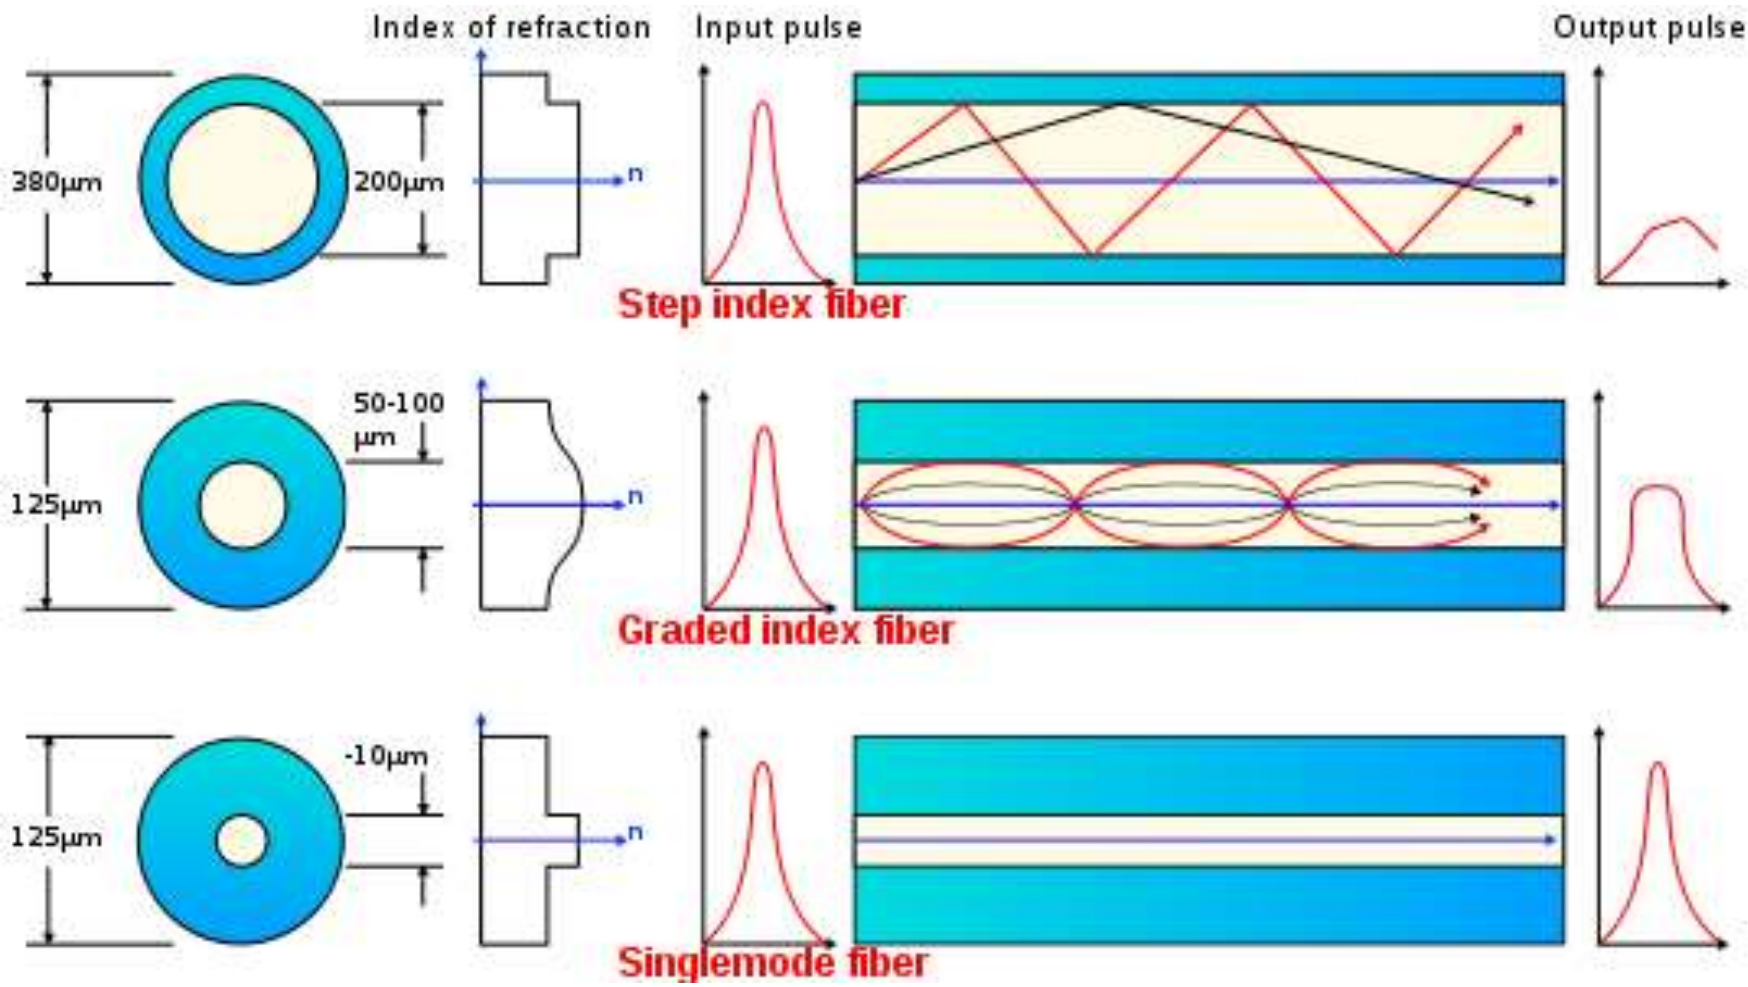 Index of refraction
Input pulse
Output pulse
380µm
200µm
n
Step index fiber
50-100
µm
125µm
n
Graded index fiber
-10µm
125µm
n
Singlemode fiber